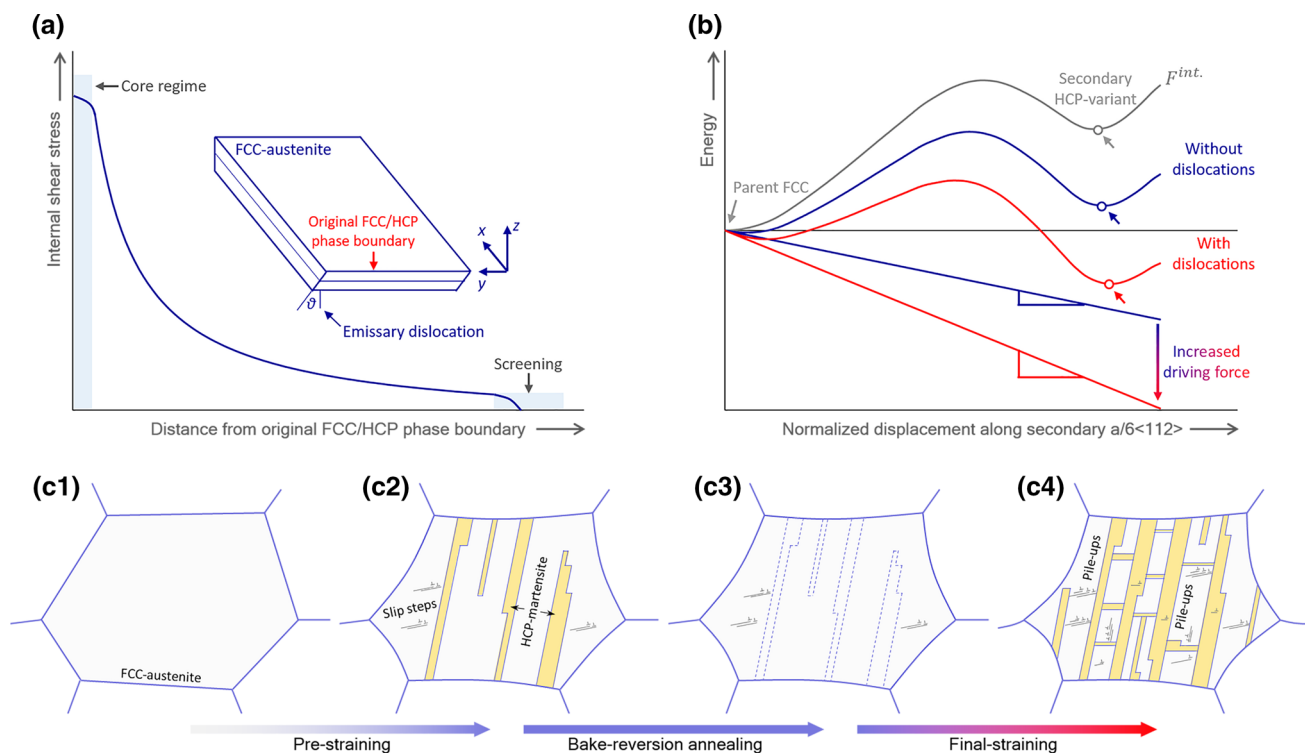 (a)
Internal shear stress
Core regime
FCC-austenite
Original FCC/HCP
phase boundary
x
z
y
ϑ
Emissary dislocation
Screening
Distance from original FCC/HCP phase boundary
(b)
Energy
Secondary
HCP-variant
F^int.
Without
dislocations
Parent FCC
With
dislocations
Increased
driving force
Normalized displacement along secondary a/6<112>
(c1)
FCC-austenite
(c2)
Slip steps
HCP-martensite
(c3)
(c4)
Pile-ups
Pile-ups
Pre-straining
Bake-reversion annealing
Final-straining